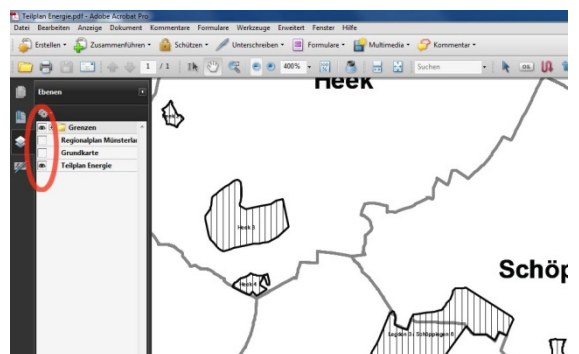 Teilplan Energie.pdf - Adobe Acrobat Pro
Datei Bearbeiten Anzeige Dokument Kommentare Formulare Werkzeuge Erweitert Fenster Hilfe
Erstellen Zusammenführen Schützen Unterschreiben Formulare Multimedia Kommentar
1 / 1 400% Suchen
Ebenen
Grenzen
Regionalplan Münsterlan
Grundkarte
Teilplan Energie
Heek
Heek 3
Heek 4
Schöp